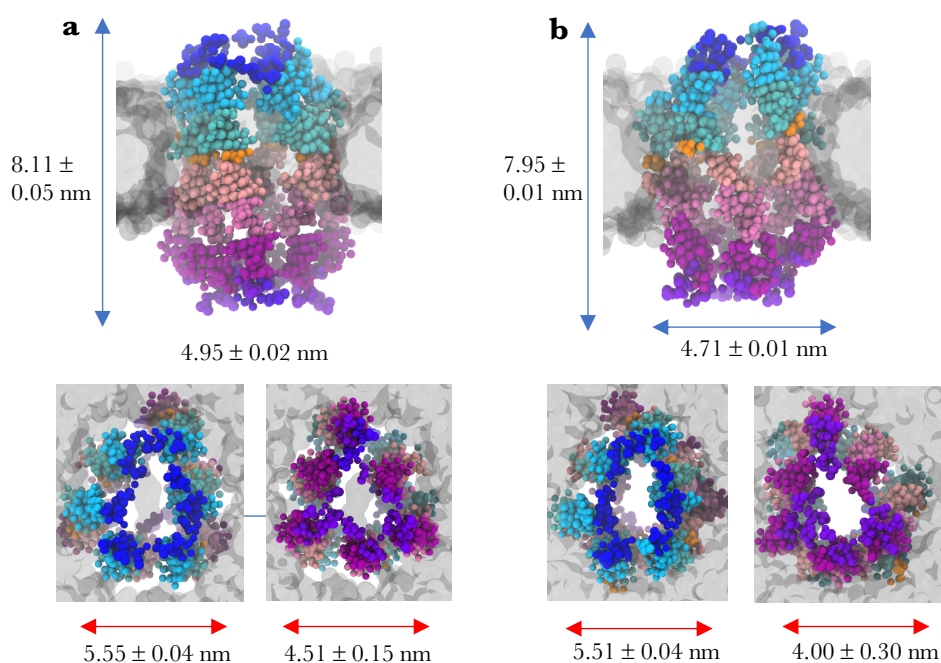 a
b
8.11 ±
0.05 nm
7.95 ±
0.01 nm
4.95 ± 0.02 nm
4.71 ± 0.01 nm
5.55 ± 0.04 nm
4.51 ± 0.15 nm
5.51 ± 0.04 nm
4.00 ± 0.30 nm